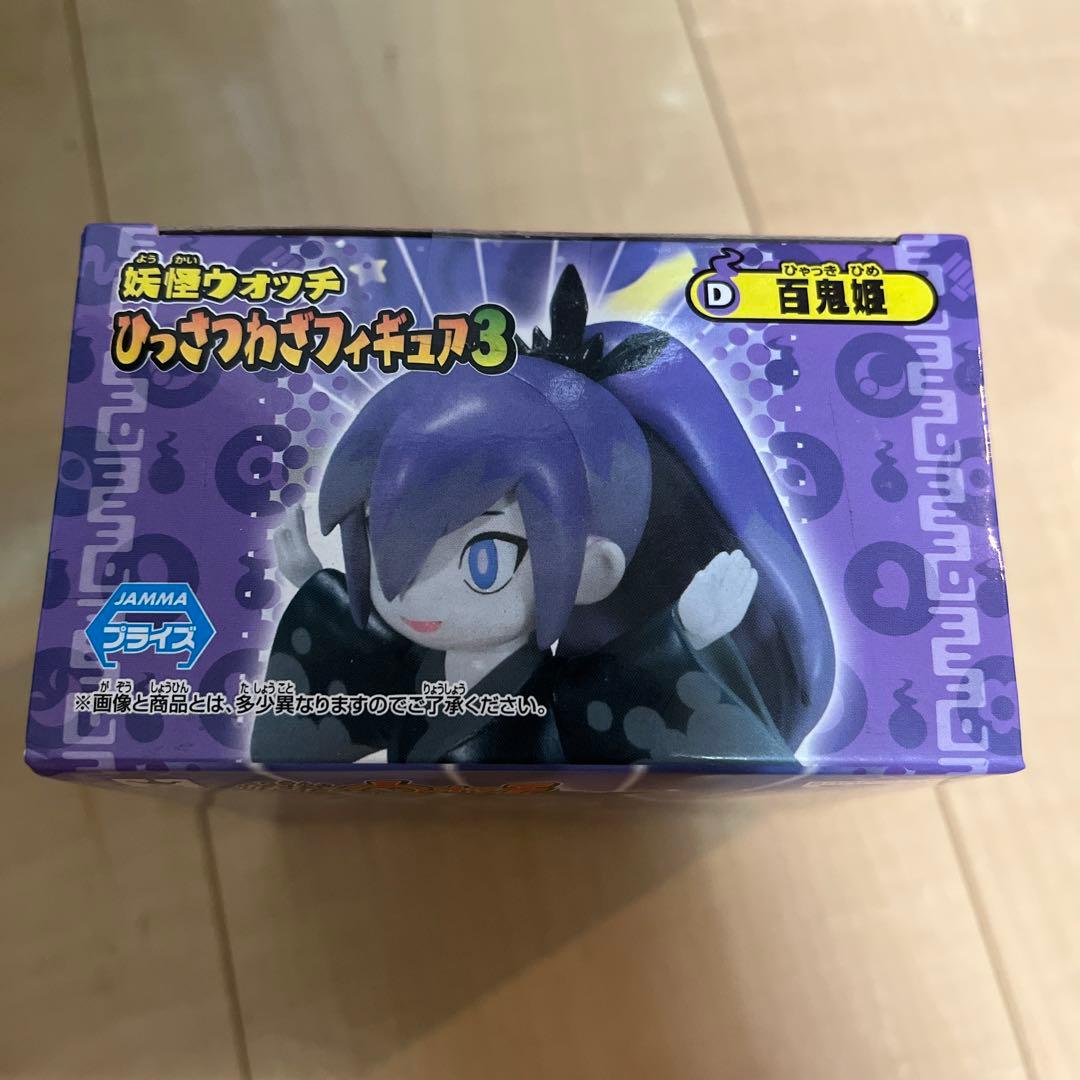 よう かい
妖怪ウォッチ
ひっさつわざフィギュア3
D
ひゃっき ひめ
百鬼姫
JAMMA
プライズ
がぞう しょうひん たしょうこと りょうしょう
※画像と商品とは、多少異なりますのでご了承ください。